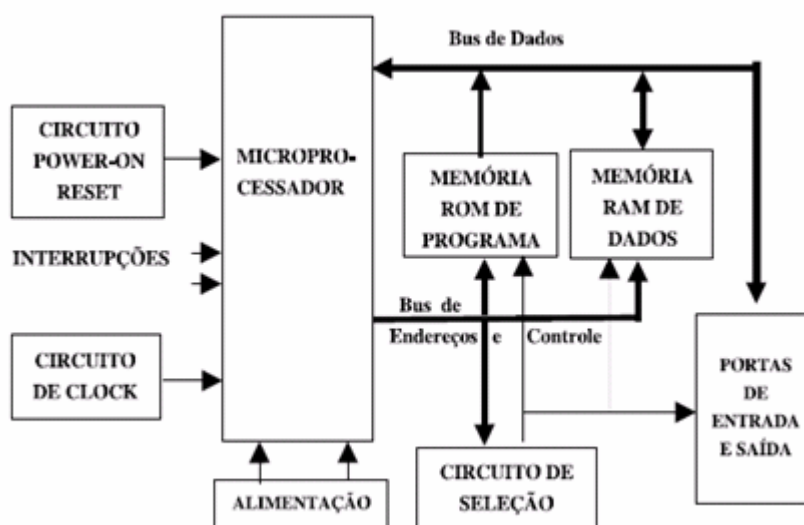 Bus de Dados
CIRCUITO
POWER-ON
RESET
MICROPRO-
CESSADOR
MEMÓRIA
ROM DE
PROGRAMA
MEMÓRIA
RAM DE
DADOS
INTERRUPÇÕES
Bus de
Endereços e Controle
CIRCUITO
DE CLOCK
PORTAS
DE
ENTRADA
E SAÍDA
ALIMENTAÇÃO
CIRCUITO DE
SELEÇÃO